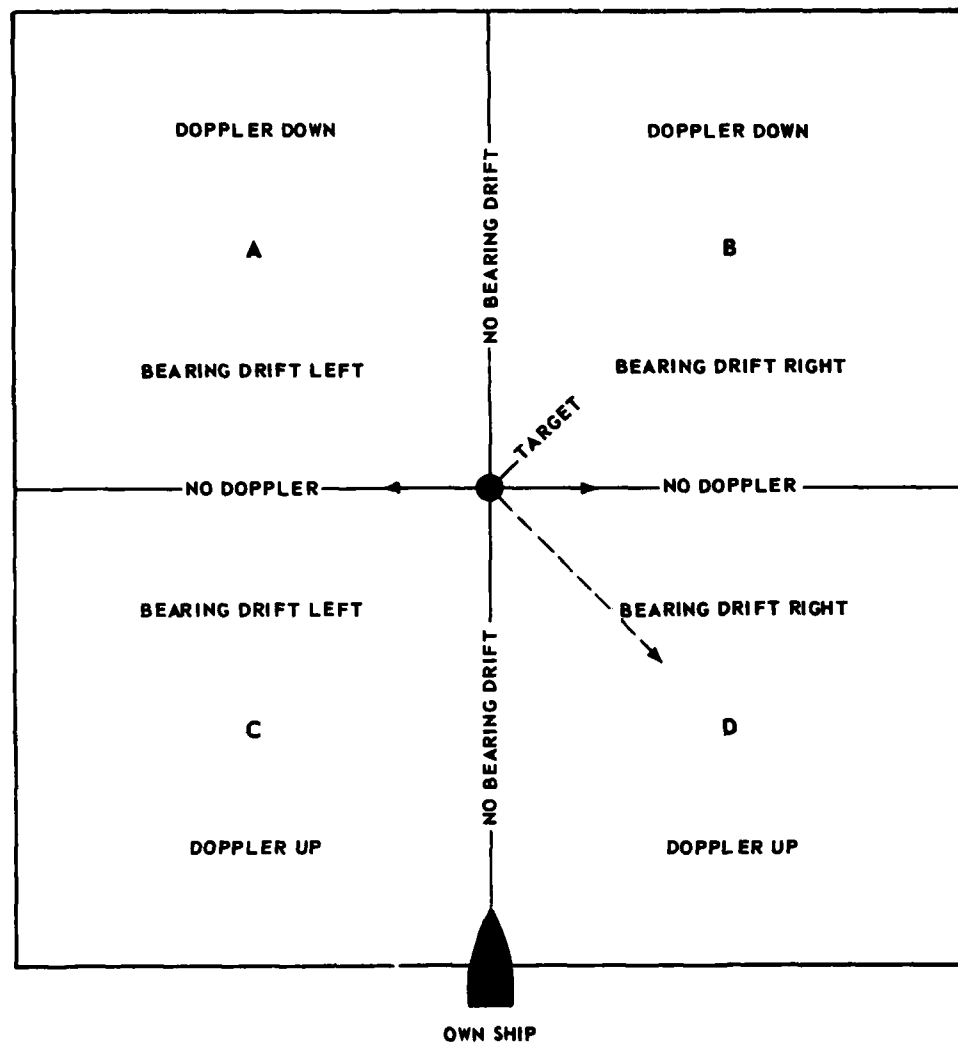 DOPPLER DOWN
DOPPLER DOWN
NO BEARING DRIFT
A
B
BEARING DRIFT LEFT
BEARING DRIFT RIGHT
TARGET
NO DOPPLER
NO DOPPLER
BEARING DRIFT LEFT
BEARING DRIFT RIGHT
NO BEARING DRIFT
C
D
DOPPLER UP
DOPPLER UP
OWN SHIP